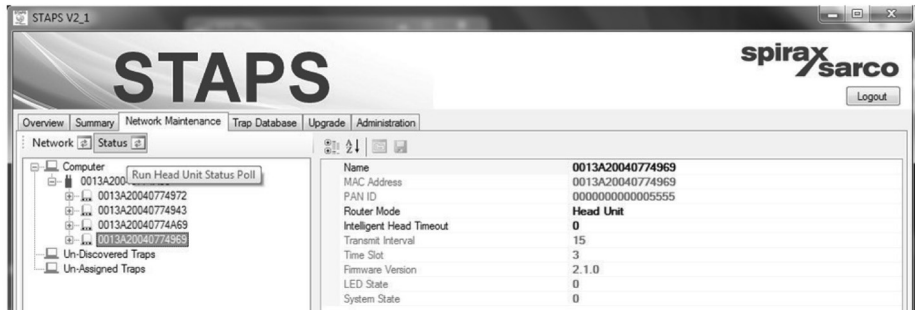 STAPS V2_1
STAPS
spirax
sarco
Logout
Overview Summary Network Maintenance Trap Database Upgrade Administration
Network Status
Computer
0013A200
Run Head Unit Status Poll
0013A20040774972
0013A20040774943
0013A20040774A69
0013A20040774969
Un-Discovered Traps
Un-Assigned Traps
Name 0013A20040774969
MAC Address 0013A20040774969
PAN ID 0000000000005555
Router Mode Head Unit
Intelligent Head Timeout 0
Transmit Interval 15
Time Slot 3
Firmware Version 2.1.0
LED State 0
System State 0